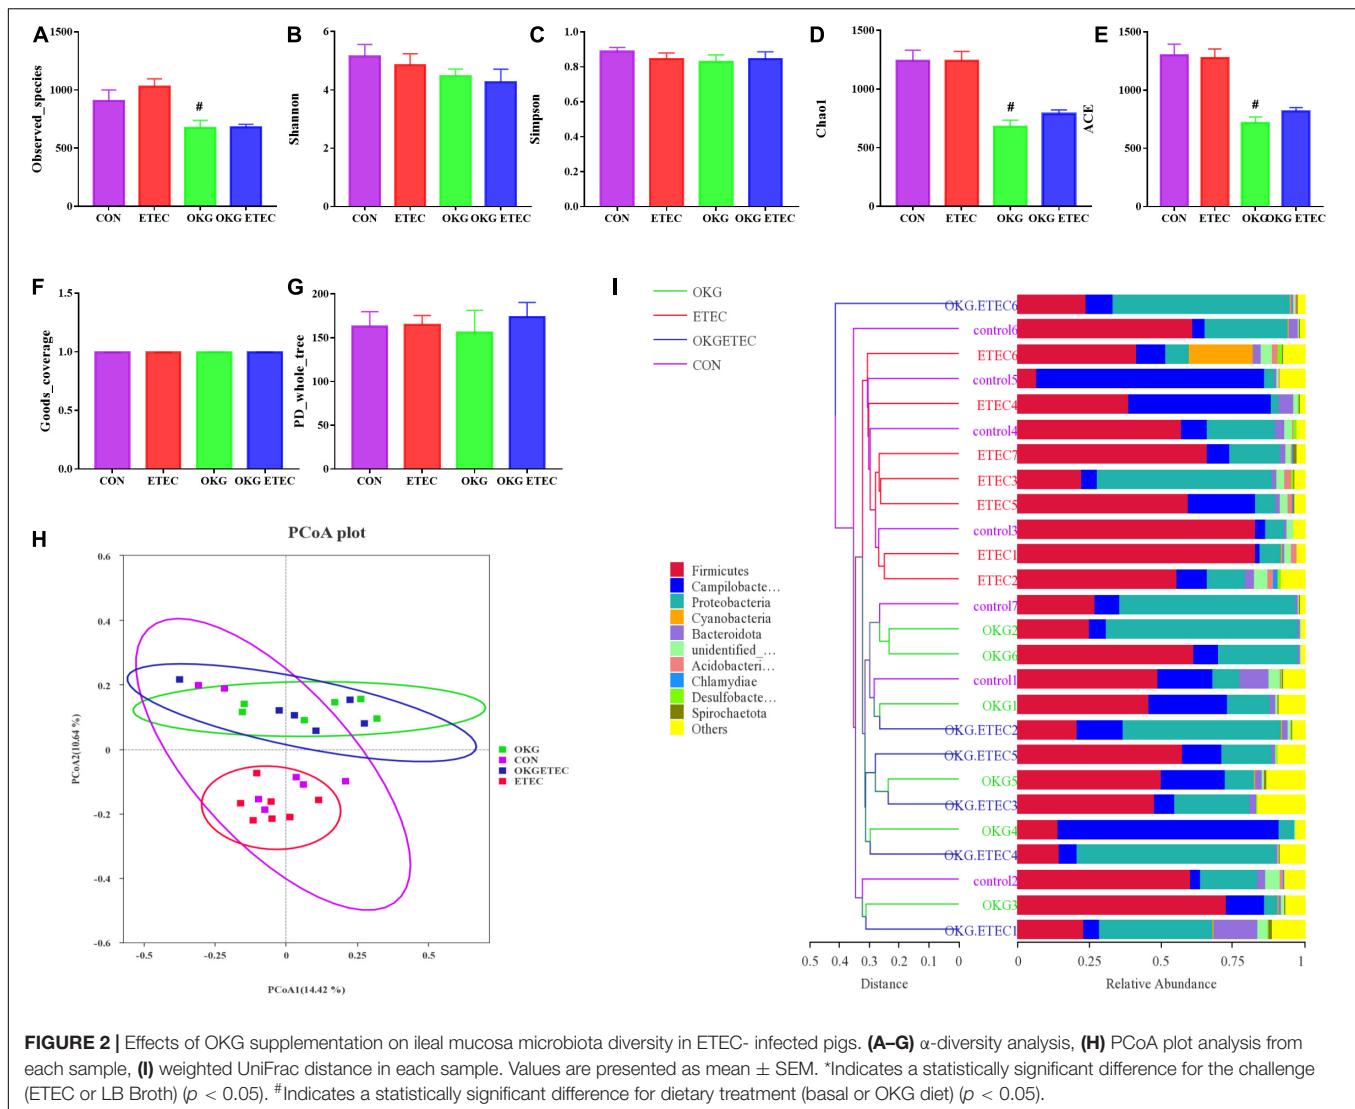 A
1500
1000
500
0
Observed_species
#
CON ETEC OKG OKG ETEC
B
6
4
2
0
Shannon
CON ETEC OKG OKG ETEC
C
1.0
0.8
0.6
0.4
0.2
0.0
Simpson
CON ETEC OKG OKG ETEC
D
1500
1000
500
0
Chao1
#
CON ETEC OKG OKG ETEC
E
1500
1000
500
0
ACE
#
CON ETEC OKG OKG ETEC
F
1.5
1.0
0.5
0.0
Goods_coverage
CON ETEC OKG OKG ETEC
G
200
150
100
50
0
PD_whole_tree
CON ETEC OKG OKG ETEC
H
PCoA plot
0.6
0.4
0.2
0
-0.2
-0.4
-0.6
PCoA2(10.64 %)
-0.5 -0.25 0 0.25 0.5
PCoA1(14.42 %)
OKG
CON
OKGETEC
ETEC
I
OKG
ETEC
OKGETEC
CON
Firmicutes
Campilobacte…
Proteobacteria
Cyanobacteria
Bacteroidota
unidentified_…
Acidobacteri…
Chlamydiae
Desulfobacte…
Spirochaetota
Others
OKG.ETEC6
control6
ETEC6
control5
ETEC4
control4
ETEC7
ETEC3
ETEC5
control3
ETEC1
ETEC2
control7
OKG2
OKG6
control1
OKG1
OKG.ETEC2
OKG.ETEC5
OKG5
OKG.ETEC3
OKG4
OKG.ETEC4
control2
OKG3
OKG.ETEC1
0.5 0.4 0.3 0.2 0.1 0
Distance
0 0.25 0.5 0.75 1
Relative Abundance
FIGURE 2 | Effects of OKG supplementation on ileal mucosa microbiota diversity in ETEC- infected pigs. (A–G) α-diversity analysis, (H) PCoA plot analysis from
each sample, (I) weighted UniFrac distance in each sample. Values are presented as mean ± SEM. *Indicates a statistically significant difference for the challenge
(ETEC or LB Broth) (p < 0.05). #Indicates a statistically significant difference for dietary treatment (basal or OKG diet) (p < 0.05).